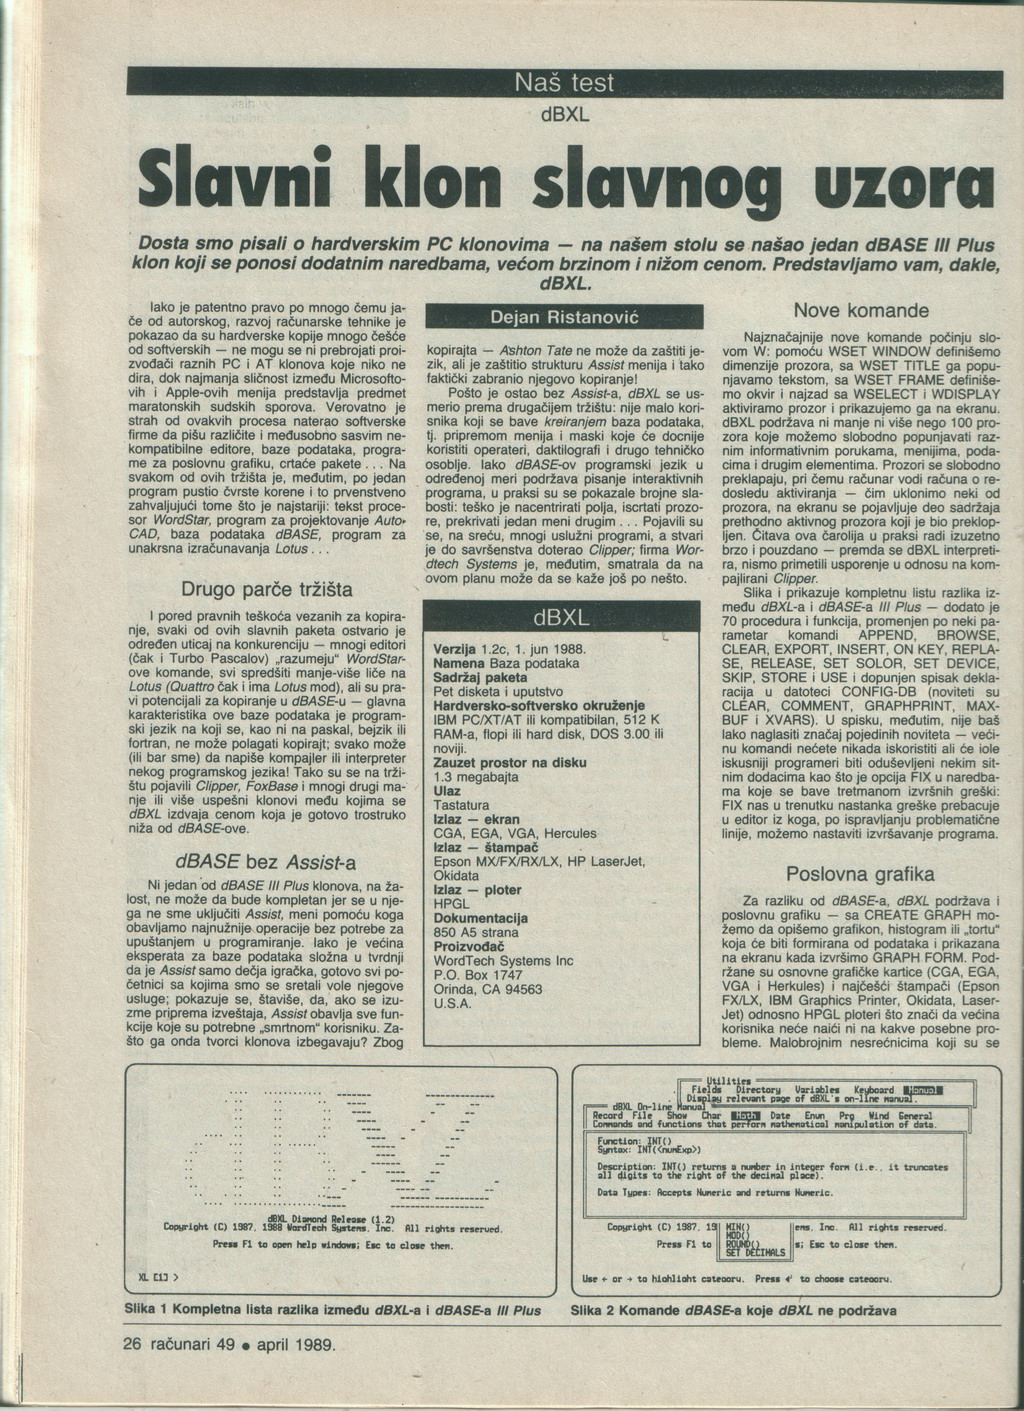 Naš test
dBXL
Slavni klon slavnog uzora
Dosta smo pisali o hardverskim PC klonovima — na našem stolu se našao jedan dBASE III Plus
klon koji se ponosi dodatnim naredbama, većom brzinom i nižom cenom. Predstavljamo vam, dakle,
dBXL.
Iako je patentno pravo po mnogo čemu ja-
če od autorskog, razvoj računarske tehnike je
pokazao da su hardverske kopije mnogo češće
od softverskih — ne mogu se ni prebrojati proi-
zvođači raznih PC i AT klonova koje niko ne
dira, dok najmanja sličnost između Microsofto-
vih i Apple-ovih menija predstavlja predmet
maratonskih sudskih sporova. Verovatno je
strah od ovakvih procesa naterao softverske
firme da pišu različite i međusobno sasvim ne-
kompatibilne editore, baze podataka, progra-
me za poslovnu grafiku, crtaće pakete . . . Na
svakom od ovih tržišta je, međutim, po jedan
program pustio čvrste korene i to prvenstveno
zahvaljujući tome što je najstariji: tekst proce-
sor WordStar, program za projektovanje Auto-
CAD, baza podataka dBASE, program za
unakrsna izračunavanja Lotus . . .
Drugo parče tržišta
I pored pravnih teškoća vezanih za kopira-
nje, svaki od ovih slavnih paketa ostvario je
određen uticaj na konkurenciju — mnogi editori
(čak i Turbo Pascalov) „razumeju“ WordStar-
ove komande, svi spredšiti manje-više liče na
Lotus (Quattro čak i ima Lotus mod), ali su pra-
vi potencijali za kopiranje u dBASE-u — glavna
karakteristika ove baze podataka je program-
ski jezik na koji se, kao ni na paskal, bejzik ili
fortran, ne može polagati kopirajt; svako može
(ili bar sme) da napiše kompajler ili interpreter
nekog programskog jezika! Tako su se na trži-
štu pojavili Clipper, FoxBase i mnogi drugi ma-
nje ili više uspešni klonovi među kojima se
dBXL izdvaja cenom koja je gotovo trostruko
niža od dBASE-ove.
dBASE bez Assist-a
Ni jedan od dBASE III Plus klonova, na ža-
lost, ne može da bude kompletan jer se u nje-
ga ne sme uključiti Assist, meni pomoću koga
obavljamo najnužnije operacije bez potrebe za
upuštanjem u programiranje. Iako je većina
eksperata za baze podataka složna u tvrdnji
da je Assist samo dečja igračka, gotovo svi po-
četnici sa kojima smo se sretali vole njegove
usluge; pokazuje se, štaviše, da, ako se izu-
zme priprema izveštaja, Assist obavlja sve fun-
kcije koje su potrebne „smrtnom“ korisniku. Za-
što ga onda tvorci klonova izbegavaju? Zbog
Dejan Ristanović
kopirajta — Ashton Tate ne može da zaštiti je-
zik, ali je zaštitio strukturu Assist menija i tako
faktički zabranio njegovo kopiranje!
Pošto je ostao bez Assist-a, dBXL se us-
merio prema drugačijem tržištu: nije malo kori-
snika koji se bave kreiranjem baza podataka,
tj. pripremom menija i maski koje će docnije
koristiti operateri, daktilografi i drugo tehničko
osoblje. Iako dBASE-ov programski jezik u
određenoj meri podržava pisanje interaktivnih
programa, u praksi su se pokazale brojne sla-
bosti: teško je nacentrirati polja, iscrtati prozo-
re, prekrivati jedan meni drugim . . . Pojavili su
se, na sreću, mnogi uslužni programi, a stvari
je do savršenstva doterao Clipper; firma Wor-
dtech Systems je, međutim, smatrala da na
ovom planu može da se kaže još po nešto.
dBXL
Verzija 1.2c, 1. jun 1988.
Namena Baza podataka
Sadržaj paketa
Pet disketa i uputstvo
Hardversko-softversko okruženje
IBM PC/XT/AT ili kompatibilan, 512 K
RAM-a, flopi ili hard disk, DOS 3.00 ili
noviji.
Zauzet prostor na disku
1.3 megabajta
Ulaz
Tastatura
Izlaz — ekran
CGA, EGA, VGA, Hercules
Izlaz — štampač
Epson MX/FX/RX/LX, HP LaserJet,
Okidata
Izlaz — ploter
HPGL
Dokumentacija
850 A5 strana
Proizvođač
WordTech Systems Inc
P.O. Box 1747
Orinda, CA 94563
U.S.A.
Nove komande
Najznačajnije nove komande počinju slo-
vom W: pomoću WSET WINDOW definišemo
dimenzije prozora, sa WSET TITLE ga popu-
njavamo tekstom, sa WSET FRAME definiše-
mo okvir i najzad sa WSELECT i WDISPLAY
aktiviramo prozor i prikazujemo ga na ekranu.
dBXL podržava ni manje ni više nego 100 pro-
zora koje možemo slobodno popunjavati raz-
nim informativnim porukama, menijima, poda-
cima i drugim elementima. Prozori se slobodno
preklapaju, pri čemu računar vodi računa o re-
dosledu aktiviranja — čim uklonimo neki od
prozora, na ekranu se pojavljuje deo sadržaja
prethodno aktivnog prozora koji je bio preklop-
ljen. Čitava ova čarolija u praksi radi izuzetno
brzo i pouzdano — premda se dBXL interpreti-
ra, nismo primetili usporenje u odnosu na kom-
pajlirani Clipper.
Slika i prikazuje kompletnu listu razlika iz-
među dBXL-a i dBASE-a III Plus — dodato je
70 procedura i funkcija, promenjen po neki pa-
rametar komandi APPEND, BROWSE,
CLEAR, EXPORT, INSERT, ON KEY, REPLA-
SE, RELEASE, SET SOLOR, SET DEVICE,
SKIP, STORE i USE i dopunjen spisak dekla-
racija u datoteci CONFIG-DB (noviteti su
CLEAR, COMMENT, GRAPHPRINT, MAX-
BUF i XVARS). U spisku, međutim, nije baš
lako naglasiti značaj pojedinih noviteta — veći-
nu komandi nećete nikada iskoristiti ali će iole
iskusniji programeri biti oduševljeni nekim sit-
nim dodacima kao što je opcija FIX u naredba-
ma koje se bave tretmanom izvršnih greški:
FIX nas u trenutku nastanka greške prebacuje
u editor iz koga, po ispravljanju problematične
linije, možemo nastaviti izvršavanje programa.
Poslovna grafika
Za razliku od dBASE-a, dBXL podržava i
poslovnu grafiku — sa CREATE GRAPH mo-
žemo da opišemo grafikon, histogram ili „tortu“
koja će biti formirana od podataka i prikazana
na ekranu kada izvršimo GRAPH FORM. Pod-
ržane su osnovne grafičke kartice (CGA, EGA,
VGA i Herkules) i najčešći štampači (Epson
FX/LX, IBM Graphics Printer, Okidata, Laser-
Jet) odnosno HPGL ploteri što znači da većina
korisnika neće naići ni na kakve posebne pro-
bleme. Malobrojnim nesrećnicima koji su se
dBXL Diamond Release (1.2)
Copyright (C) 1987, 1988 WordTech Systems, Inc. All rights reserved.
Press F1 to open help windows; Esc to close them.
XL [1] >
Slika 1 Kompletna lista razlika između dBXL-a i dBASE-a III Plus
Utilities
Fields Directory Variables Keyboard Manual
Display relevant page of dBXL's on-line manual.
dBXL On-line Manual
Record File Show Char Math Date Enum Prg Wind General
Commands and functions that perform mathematical manipulation of data.
Function: INT()
Syntax: INT(<numExp>)
Description: INT() returns a number in integer form (i.e., it truncates
all digits to the right of the decimal place).
Data Types: Accepts Numeric and returns Numeric.
Copyright (C) 1987, 19 MIN() ems, Inc. All rights reserved.
MOD()
Press F1 to ROUND() s; Esc to close them.
SET DECIMALS
Use ← or → to highlight category. Press ↵ to choose category.
Slika 2 Komande dBASE-a koje dBXL ne podržava
26 računari 49 • april 1989.